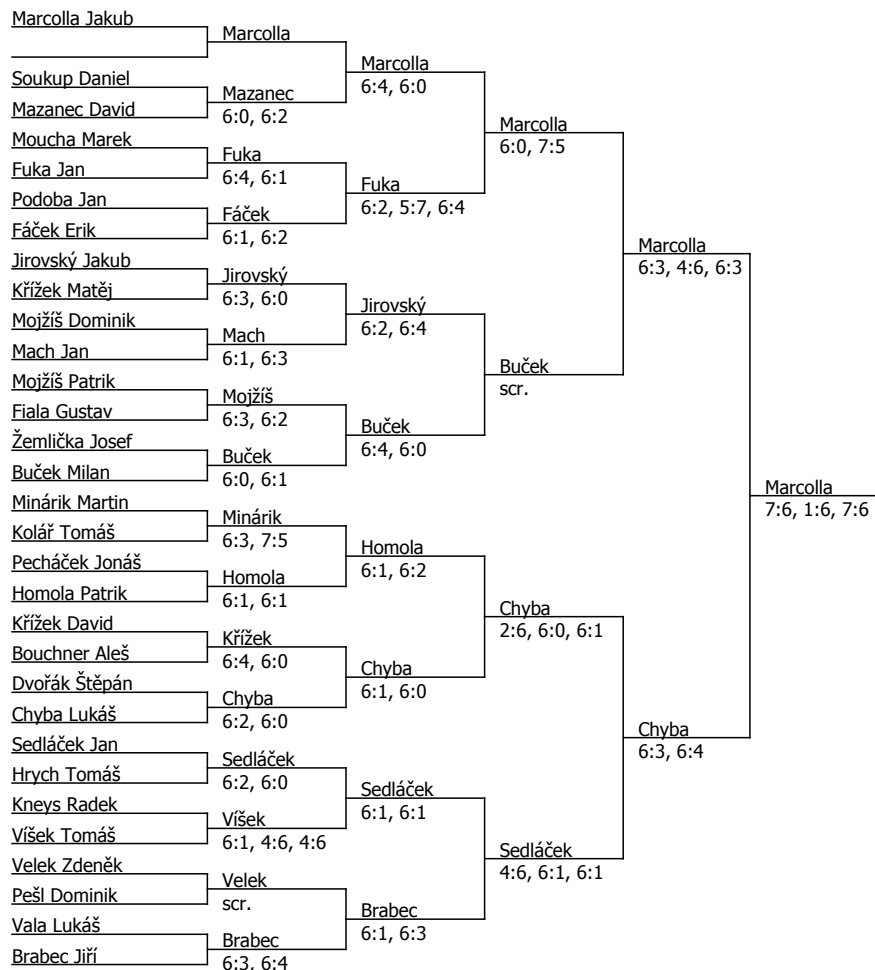 Marcolla Jakub
Soukup Daniel
Mazanec David
Moucha Marek
Fuka Jan
Podoba Jan
Fáček Erik
Jirovský Jakub
Křížek Matěj
Mojžíš Dominik
Mach Jan
Mojžíš Patrik
Fiala Gustav
Žemlička Josef
Buček Milan
Minárik Martin
Kolář Tomáš
Pecháček Jonáš
Homola Patrik
Křížek David
Bouchner Aleš
Dvořák Štěpán
Chyba Lukáš
Sedláček Jan
Hrych Tomáš
Kneys Radek
Víšek Tomáš
Velek Zdeněk
Pešl Dominik
Vala Lukáš
Brabec Jiří
Marcolla
Mazanec
6:0, 6:2
Fuka
6:4, 6:1
Fáček
6:1, 6:2
Jirovský
6:3, 6:0
Mach
6:1, 6:3
Mojžíš
6:3, 6:2
Buček
6:0, 6:1
Minárik
6:3, 7:5
Homola
6:1, 6:1
Křížek
6:4, 6:0
Chyba
6:2, 6:0
Sedláček
6:2, 6:0
Víšek
6:1, 4:6, 4:6
Velek
scr.
Brabec
6:3, 6:4
Marcolla
6:4, 6:0
Fuka
6:2, 5:7, 6:4
Jirovský
6:2, 6:4
Buček
6:4, 6:0
Homola
6:1, 6:2
Chyba
6:1, 6:0
Sedláček
6:1, 6:1
Brabec
6:1, 6:3
Marcolla
6:0, 7:5
Buček
scr.
Chyba
2:6, 6:0, 6:1
Sedláček
4:6, 6:1, 6:1
Marcolla
6:3, 4:6, 6:3
Chyba
6:3, 6:4
Marcolla
7:6, 1:6, 7:6